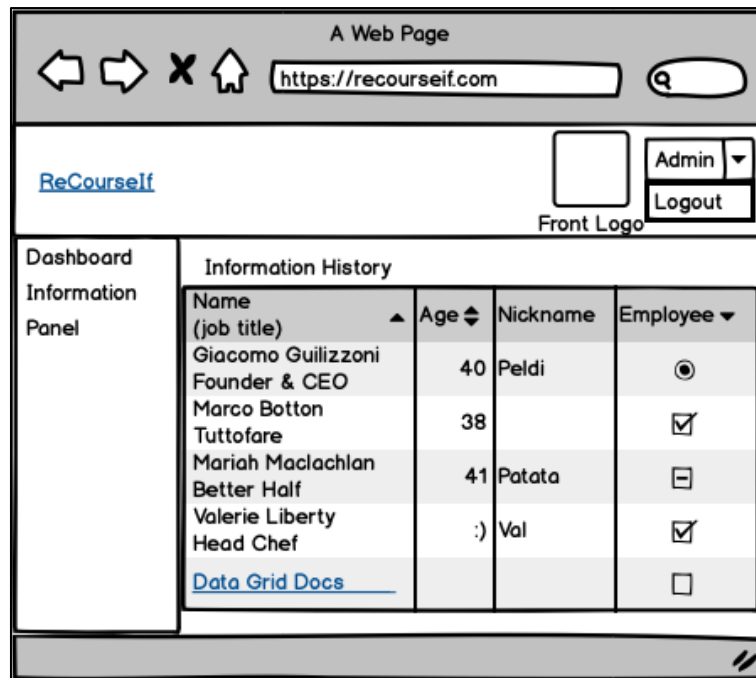 A Web Page
https://recourseif.com
ReCourseIf
Front Logo
Admin
Logout
Dashboard
Information
Panel
Information History
Name
(job title)
Age
Nickname
Employee
Giacomo Guilizzoni
Founder & CEO
40
Peldi
Marco Botton
Tuttofare
38
Mariah Maclachlan
Better Half
41
Patata
Valerie Liberty
Head Chef
:)
Val
Data Grid Docs